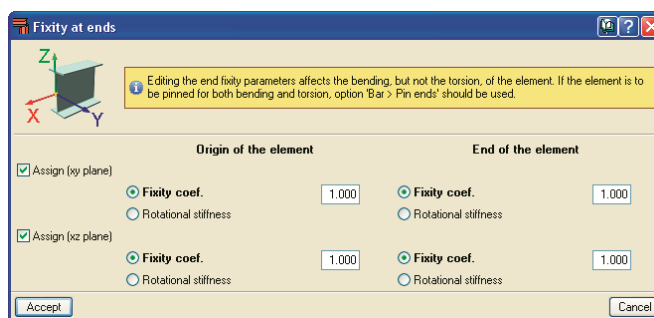 Fixity at ends
Z
X
Y
Editing the end fixity parameters affects the bending, but not the torsion, of the element. If the element is to
be pinned for both bending and torsion, option 'Bar > Pin ends' should be used.
Origin of the element End of the element
Assign (xy plane)
Fixity coef. 1.000 Fixity coef. 1.000
Rotational stiffness Rotational stiffness
Assign (xz plane)
Fixity coef. 1.000 Fixity coef. 1.000
Rotational stiffness Rotational stiffness
Accept Cancel